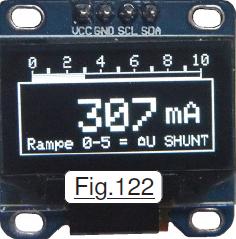 VCC GND SCL SDA
0 2 4 6 8 10
307 mA
Rampe 0-5 = ΔU SHUNT
Fig.122